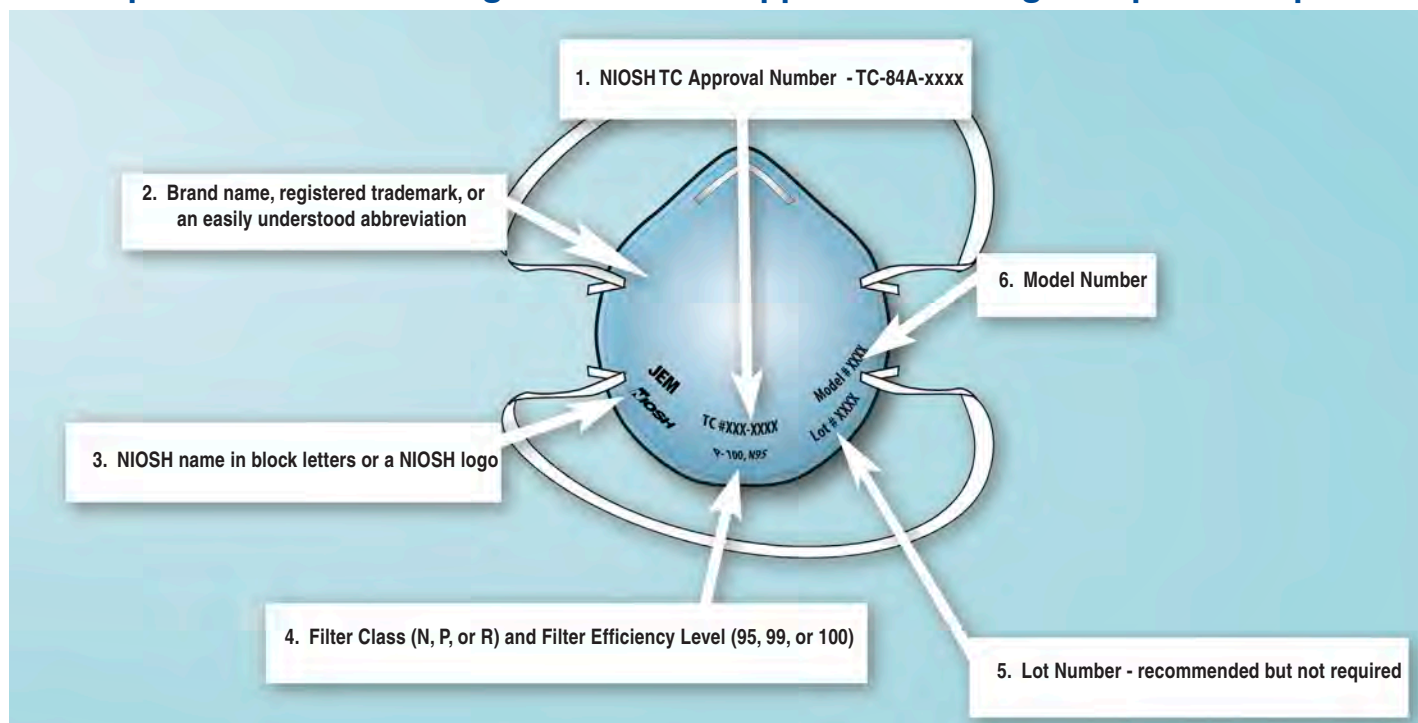 1. NIOSH TC Approval Number - TC-84A-xxxx
2. Brand name, registered trademark, or
an easily understood abbreviation
6. Model Number
JEM
NIOSH
TC #XXX-XXXX
P-100, N95
Model # XXXX
Lot # XXXX
3. NIOSH name in block letters or a NIOSH logo
4. Filter Class (N, P, or R) and Filter Efficiency Level (95, 99, or 100)
5. Lot Number - recommended but not required